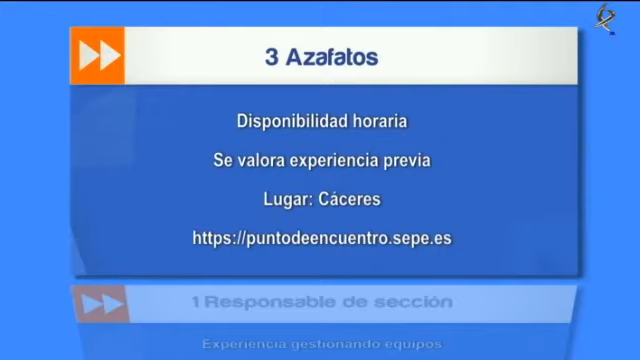 3 Azafatos
Disponibilidad horaria
Se valora experiencia previa
Lugar: Cáceres
https://puntodeencuentro.sepe.es
1 Responsable de sección
Experiencia gestionando equipos